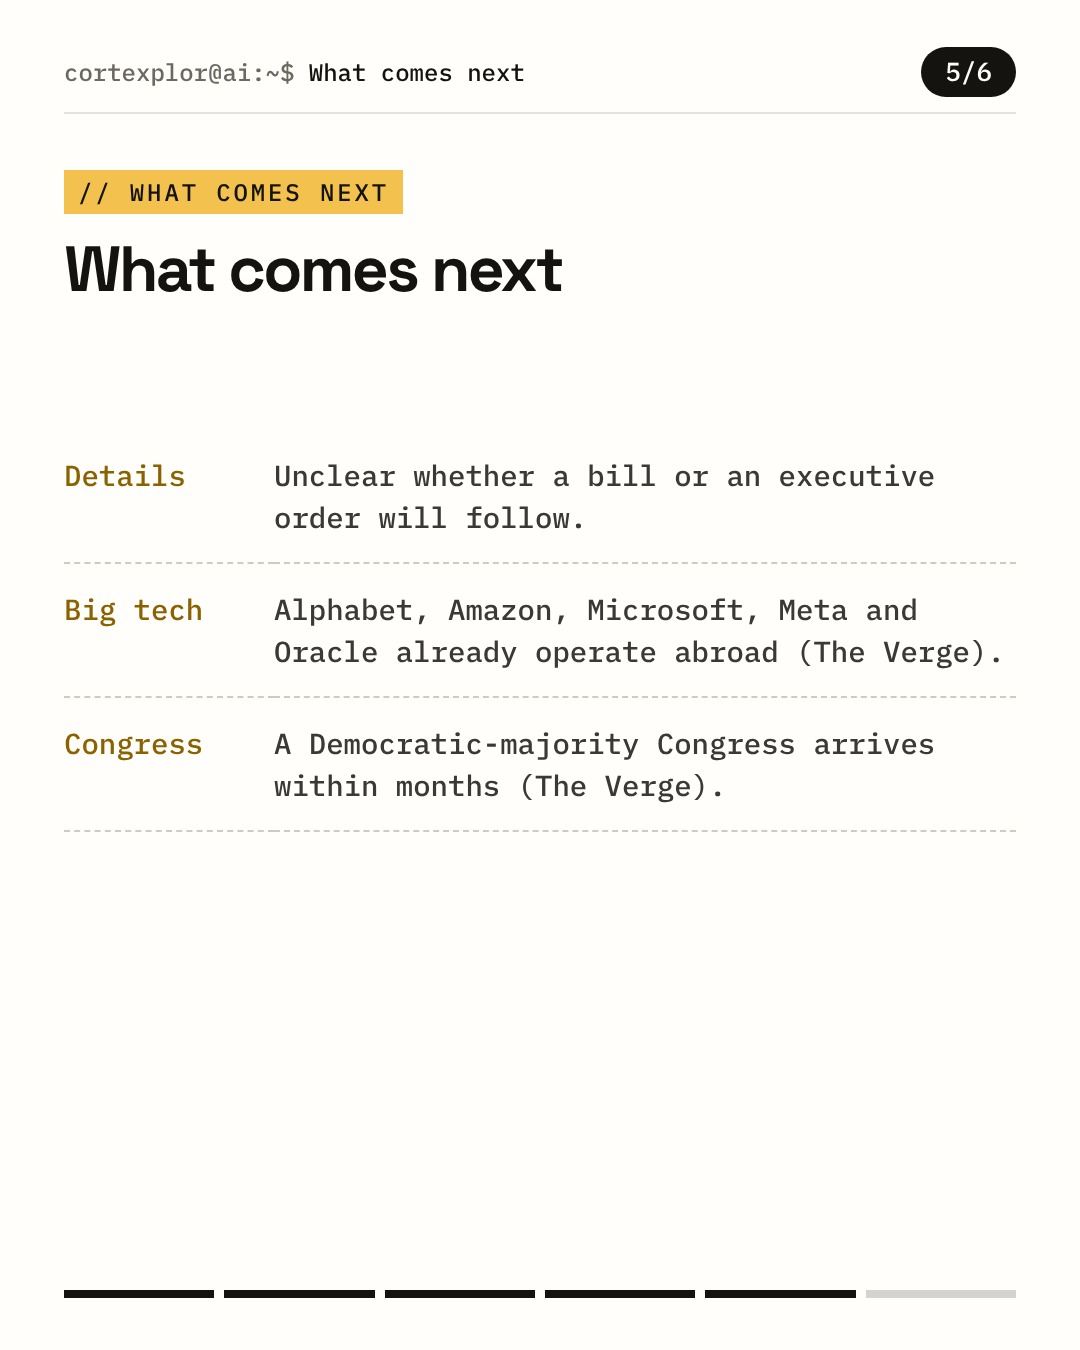 cortexplor@ai:~$ What comes next
5/6
// WHAT COMES NEXT
What comes next
Details
Unclear whether a bill or an executive
order will follow.
Big tech
Alphabet, Amazon, Microsoft, Meta and
Oracle already operate abroad (The Verge).
Congress
A Democratic-majority Congress arrives
within months (The Verge).